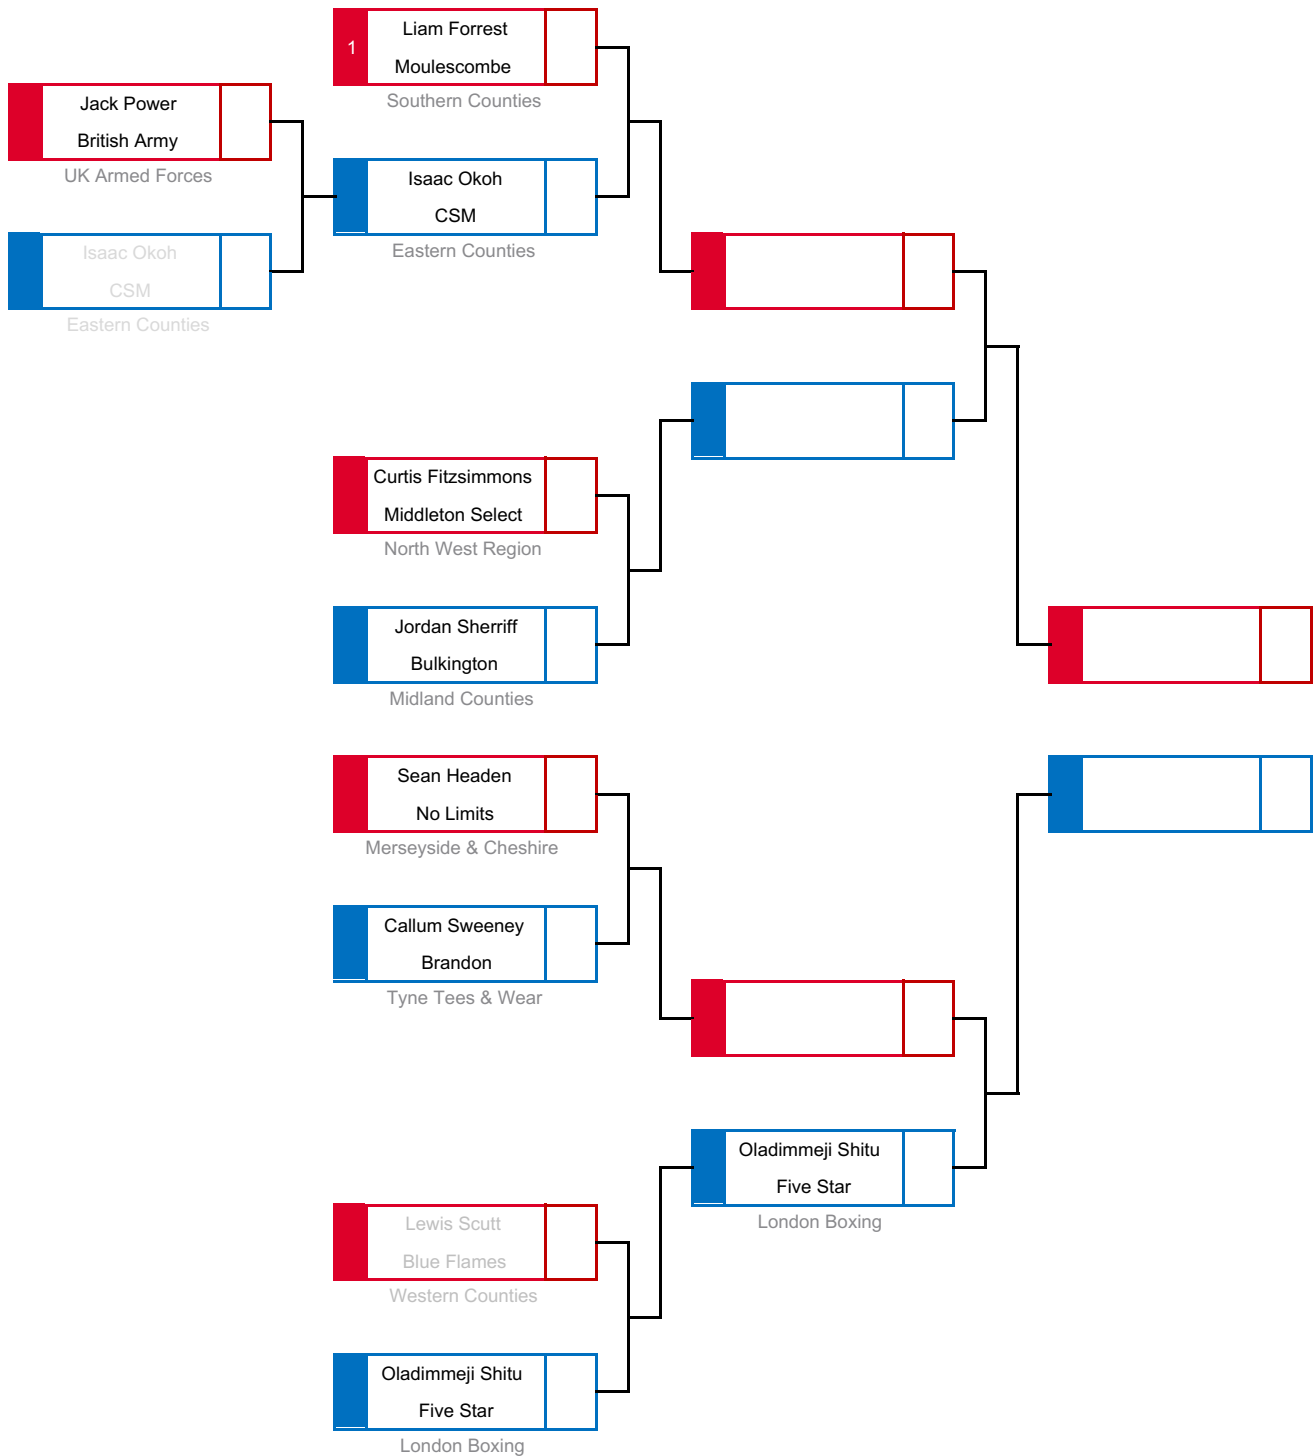 1
Liam Forrest
Moulescombe
Southern Counties
Jack Power
British Army
UK Armed Forces
Isaac Okoh
CSM
Eastern Counties
Isaac Okoh
CSM
Eastern Counties
Curtis Fitzsimmons
Middleton Select
North West Region
Jordan Sherriff
Bulkington
Midland Counties
Sean Headen
No Limits
Merseyside & Cheshire
Callum Sweeney
Brandon
Tyne Tees & Wear
Oladimmeji Shitu
Five Star
London Boxing
Lewis Scutt
Blue Flames
Western Counties
Oladimmeji Shitu
Five Star
London Boxing